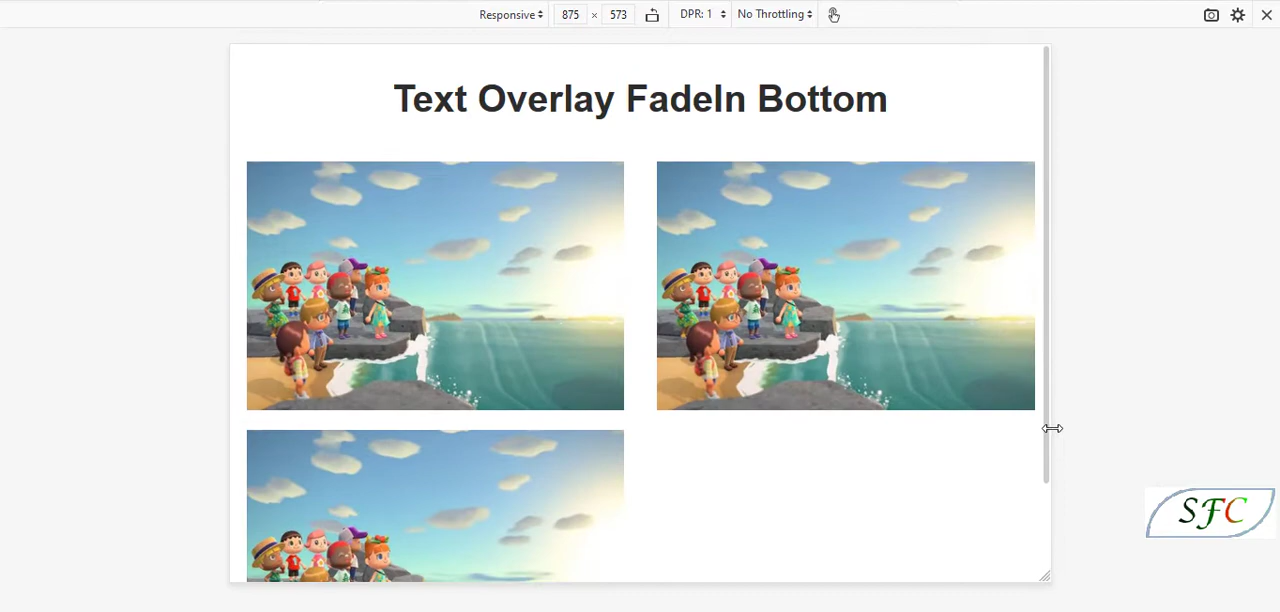 Responsive 875 × 573 DPR: 1 No Throttling
Text Overlay FadeIn Bottom
SFC